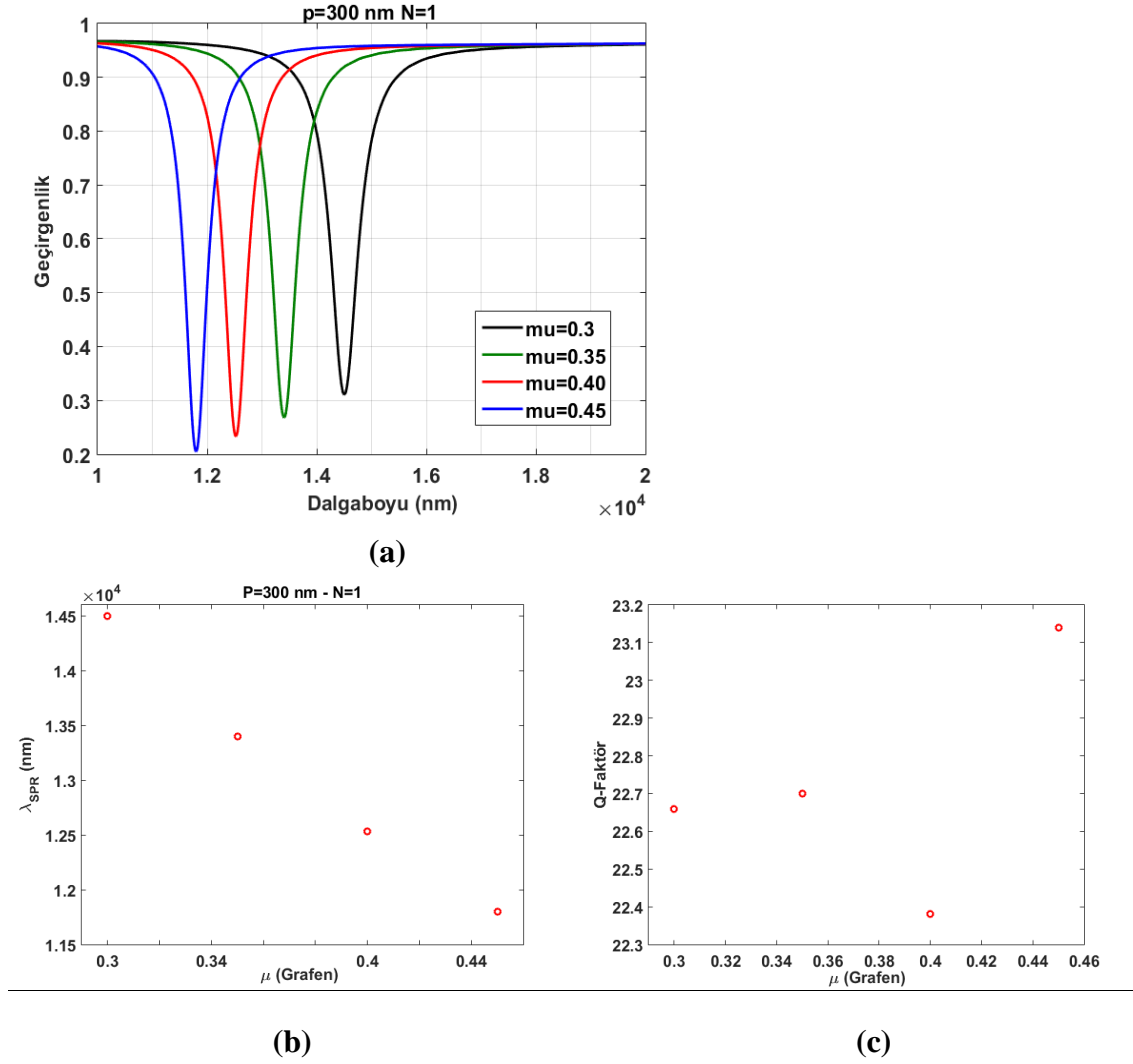 p=300 nm N=1
1
0.9
0.8
0.7
0.6
0.5
0.4
0.3
0.2
Geçirgenlik
mu=0.3
mu=0.35
mu=0.40
mu=0.45
1 1.2 1.4 1.6 1.8 2
Dalgaboyu (nm)
×10⁴
(a)
P=300 nm - N=1
×10⁴
1.45
1.4
1.35
1.3
1.25
1.2
1.15
λSPR (nm)
0.3 0.34 0.4 0.44
μ (Grafen)
(b)
23.2
23.1
23
22.9
22.8
22.7
22.6
22.5
22.4
22.3
Q-Faktör
0.3 0.32 0.34 0.36 0.38 0.4 0.42 0.44 0.46
μ (Grafen)
(c)